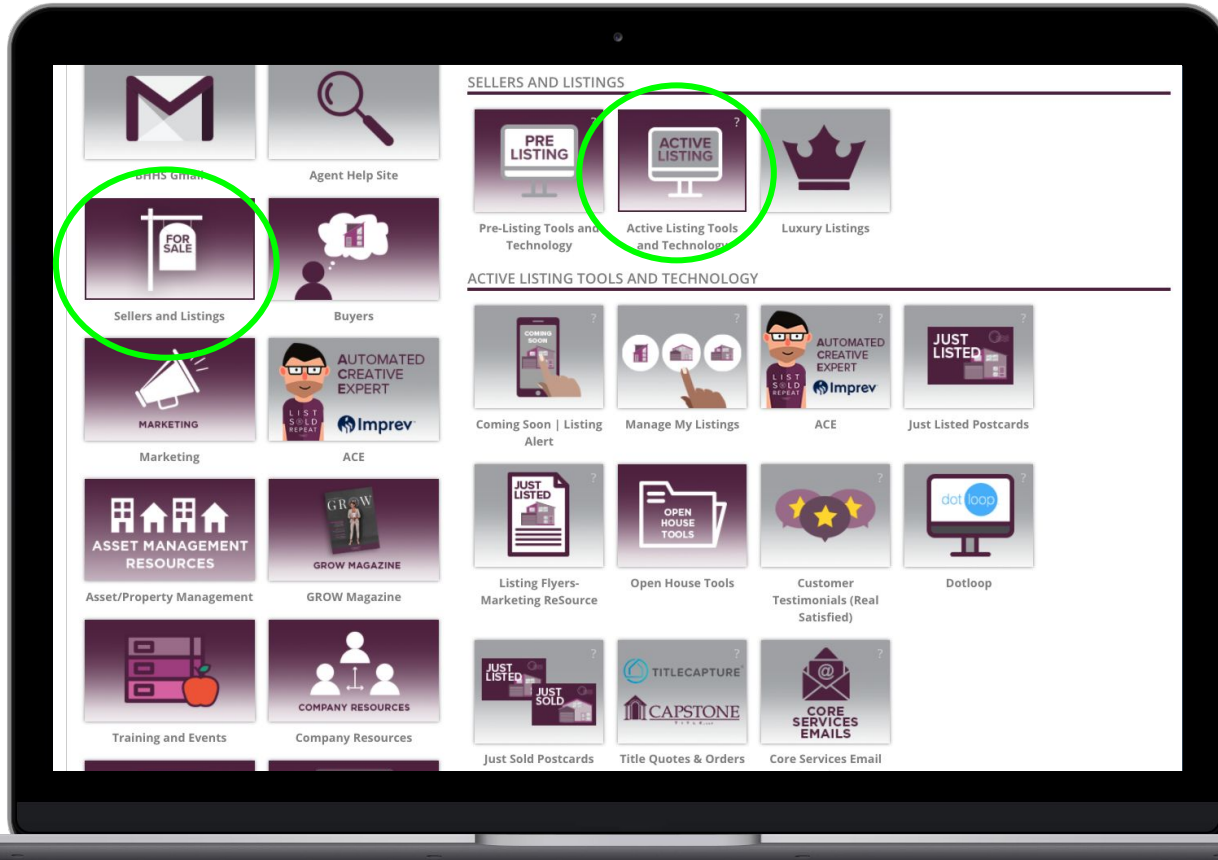 BHHS Gmail
Agent Help Site
FOR
SALE
Sellers and Listings
Buyers
MARKETING
Marketing
AUTOMATED
CREATIVE
EXPERT
LIST
SOLD
REPEAT
Imprev
ACE
ASSET MANAGEMENT
RESOURCES
Asset/Property Management
GROW
GROW MAGAZINE
GROW Magazine
Training and Events
COMPANY RESOURCES
Company Resources
SELLERS AND LISTINGS
?
PRE
LISTING
Pre-Listing Tools and
Technology
?
ACTIVE
LISTING
Active Listing Tools
and Technology
Luxury Listings
ACTIVE LISTING TOOLS AND TECHNOLOGY
?
COMING
SOON
Coming Soon | Listing
Alert
?
Manage My Listings
?
AUTOMATED
CREATIVE
EXPERT
LIST
SOLD
REPEAT
Imprev
ACE
?
JUST
LISTED
Just Listed Postcards
?
JUST
LISTED
Listing Flyers-
Marketing ReSource
OPEN
HOUSE
TOOLS
Open House Tools
?
Customer
Testimonials (Real
Satisfied)
?
dot loop
Dotloop
?
JUST
LISTED
JUST
SOLD
Just Sold Postcards
?
TITLECAPTURE
CAPSTONE
Title Quotes & Orders
?
@
CORE
SERVICES
EMAILS
Core Services Email